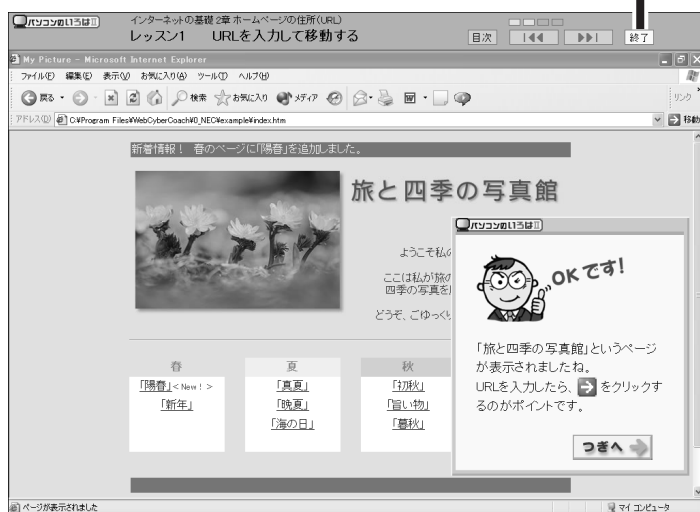 パソコンのいろはⅡ
インターネットの基礎 2章 ホームページの住所(URL)
レッスン1 URLを入力して移動する
目次
終了
My Picture - Microsoft Internet Explorer
ファイル(F) 編集(E) 表示(V) お気に入り(A) ツール(T) ヘルプ(H)
戻る 検索 お気に入り メディア リンク
アドレス(D) C:¥Program Files¥WebCyberCoach¥0_NEC¥example¥index.htm 移動
新着情報！ 春のページに「陽春」を追加しました。
旅と四季の写真館
ようこそ私の
ここは私が旅の
四季の写真を
どうぞ、ごゆっくり
春 夏 秋
「陽春」< New ! > 「真夏」 「初秋」
「新年」 「晩夏」 「旨い物」
「海の日」 「暮秋」
パソコンのいろはⅡ
OKです!
「旅と四季の写真館」というページ
が表示されましたね。
URLを入力したら、 をクリックす
るのがポイントです。
つぎへ
ページが表示されました
マイ コンピュータ